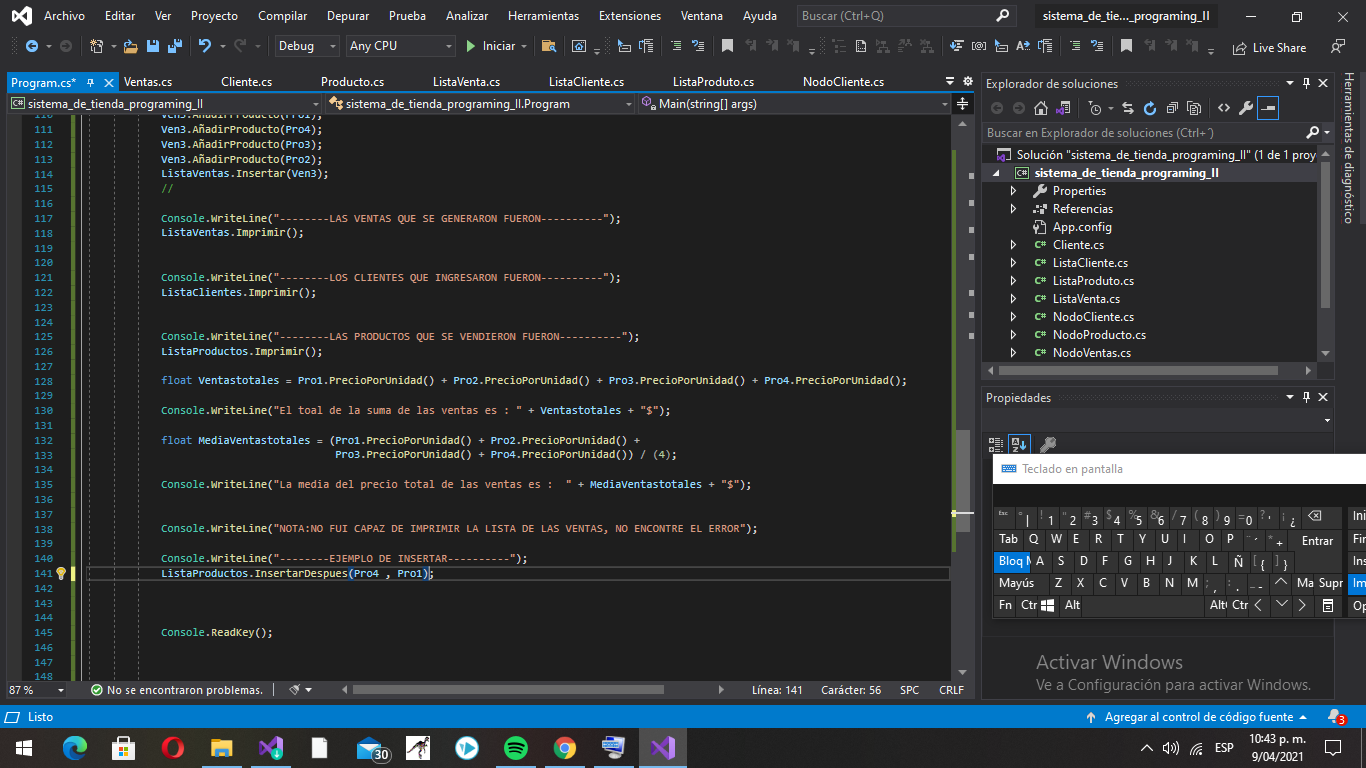 Archivo Editar Ver Proyecto Compilar Depurar Prueba Analizar Herramientas Extensiones Ventana Ayuda Buscar (Ctrl+Q) sistema_de_tie..._programing_II
Debug Any CPU Iniciar Live Share
Program.cs* Ventas.cs Cliente.cs Producto.cs ListaVenta.cs ListaCliente.cs ListaProduto.cs NodoCliente.cs
sistema_de_tienda_programing_II sistema_de_tienda_programing_II.Program Main(string[] args)
110 Ven3.AñadirProducto(Pro1);
111 Ven3.AñadirProducto(Pro4);
112 Ven3.AñadirProducto(Pro3);
113 Ven3.AñadirProducto(Pro2);
114 ListaVentas.Insertar(Ven3);
115 //
116
117 Console.WriteLine("--------LAS VENTAS QUE SE GENERARON FUERON----------");
118 ListaVentas.Imprimir();
119
120
121 Console.WriteLine("--------LOS CLIENTES QUE INGRESARON FUERON----------");
122 ListaClientes.Imprimir();
123
124
125 Console.WriteLine("--------LAS PRODUCTOS QUE SE VENDIERON FUERON----------");
126 ListaProductos.Imprimir();
127
128 float Ventastotales = Pro1.PrecioPorUnidad() + Pro2.PrecioPorUnidad() + Pro3.PrecioPorUnidad() + Pro4.PrecioPorUnidad();
129
130 Console.WriteLine("El toal de la suma de las ventas es : " + Ventastotales + "$");
131
132 float MediaVentastotales = (Pro1.PrecioPorUnidad() + Pro2.PrecioPorUnidad() +
133 Pro3.PrecioPorUnidad() + Pro4.PrecioPorUnidad()) / (4);
134
135 Console.WriteLine("La media del precio total de las ventas es :  " + MediaVentastotales + "$");
136
137
138 Console.WriteLine("NOTA:NO FUI CAPAZ DE IMPRIMIR LA LISTA DE LAS VENTAS, NO ENCONTRE EL ERROR");
139
140 Console.WriteLine("--------EJEMPLO DE INSERTAR----------");
141 ListaProductos.InsertarDespues(Pro4 , Pro1);
142
143
144
145 Console.ReadKey();
146
147
148
87 % No se encontraron problemas. Línea: 141 Carácter: 56 SPC CRLF
Explorador de soluciones
Buscar en Explorador de soluciones (Ctrl+´)
Solución "sistema_de_tienda_programing_II" (1 de 1 proy
sistema_de_tienda_programing_II
Properties
Referencias
App.config
Cliente.cs
ListaCliente.cs
ListaProduto.cs
ListaVenta.cs
NodoCliente.cs
NodoProducto.cs
NodoVentas.cs
Herramientas de diagnóstico
Propiedades
Teclado en pantalla
Esc ° | ! 1 " 2 # 3 $ 4 % 5 & 6 / 7 ( 8 ) 9 = 0 ? ' ¡ ¿ Ini
Tab Q W E R T Y U I O P ¨ ´ * + Entrar Fin
Bloq M A S D F G H J K L Ñ [ { ] } Ins
Mayús Z X C V B N M ; , : . _ - Ma Supr Im
Fn Ctr Alt Alt Ctr Op
Activar Windows
Ve a Configuración para activar Windows.
Listo Agregar al control de código fuente 3
30 ESP 10:43 p. m.
9/04/2021